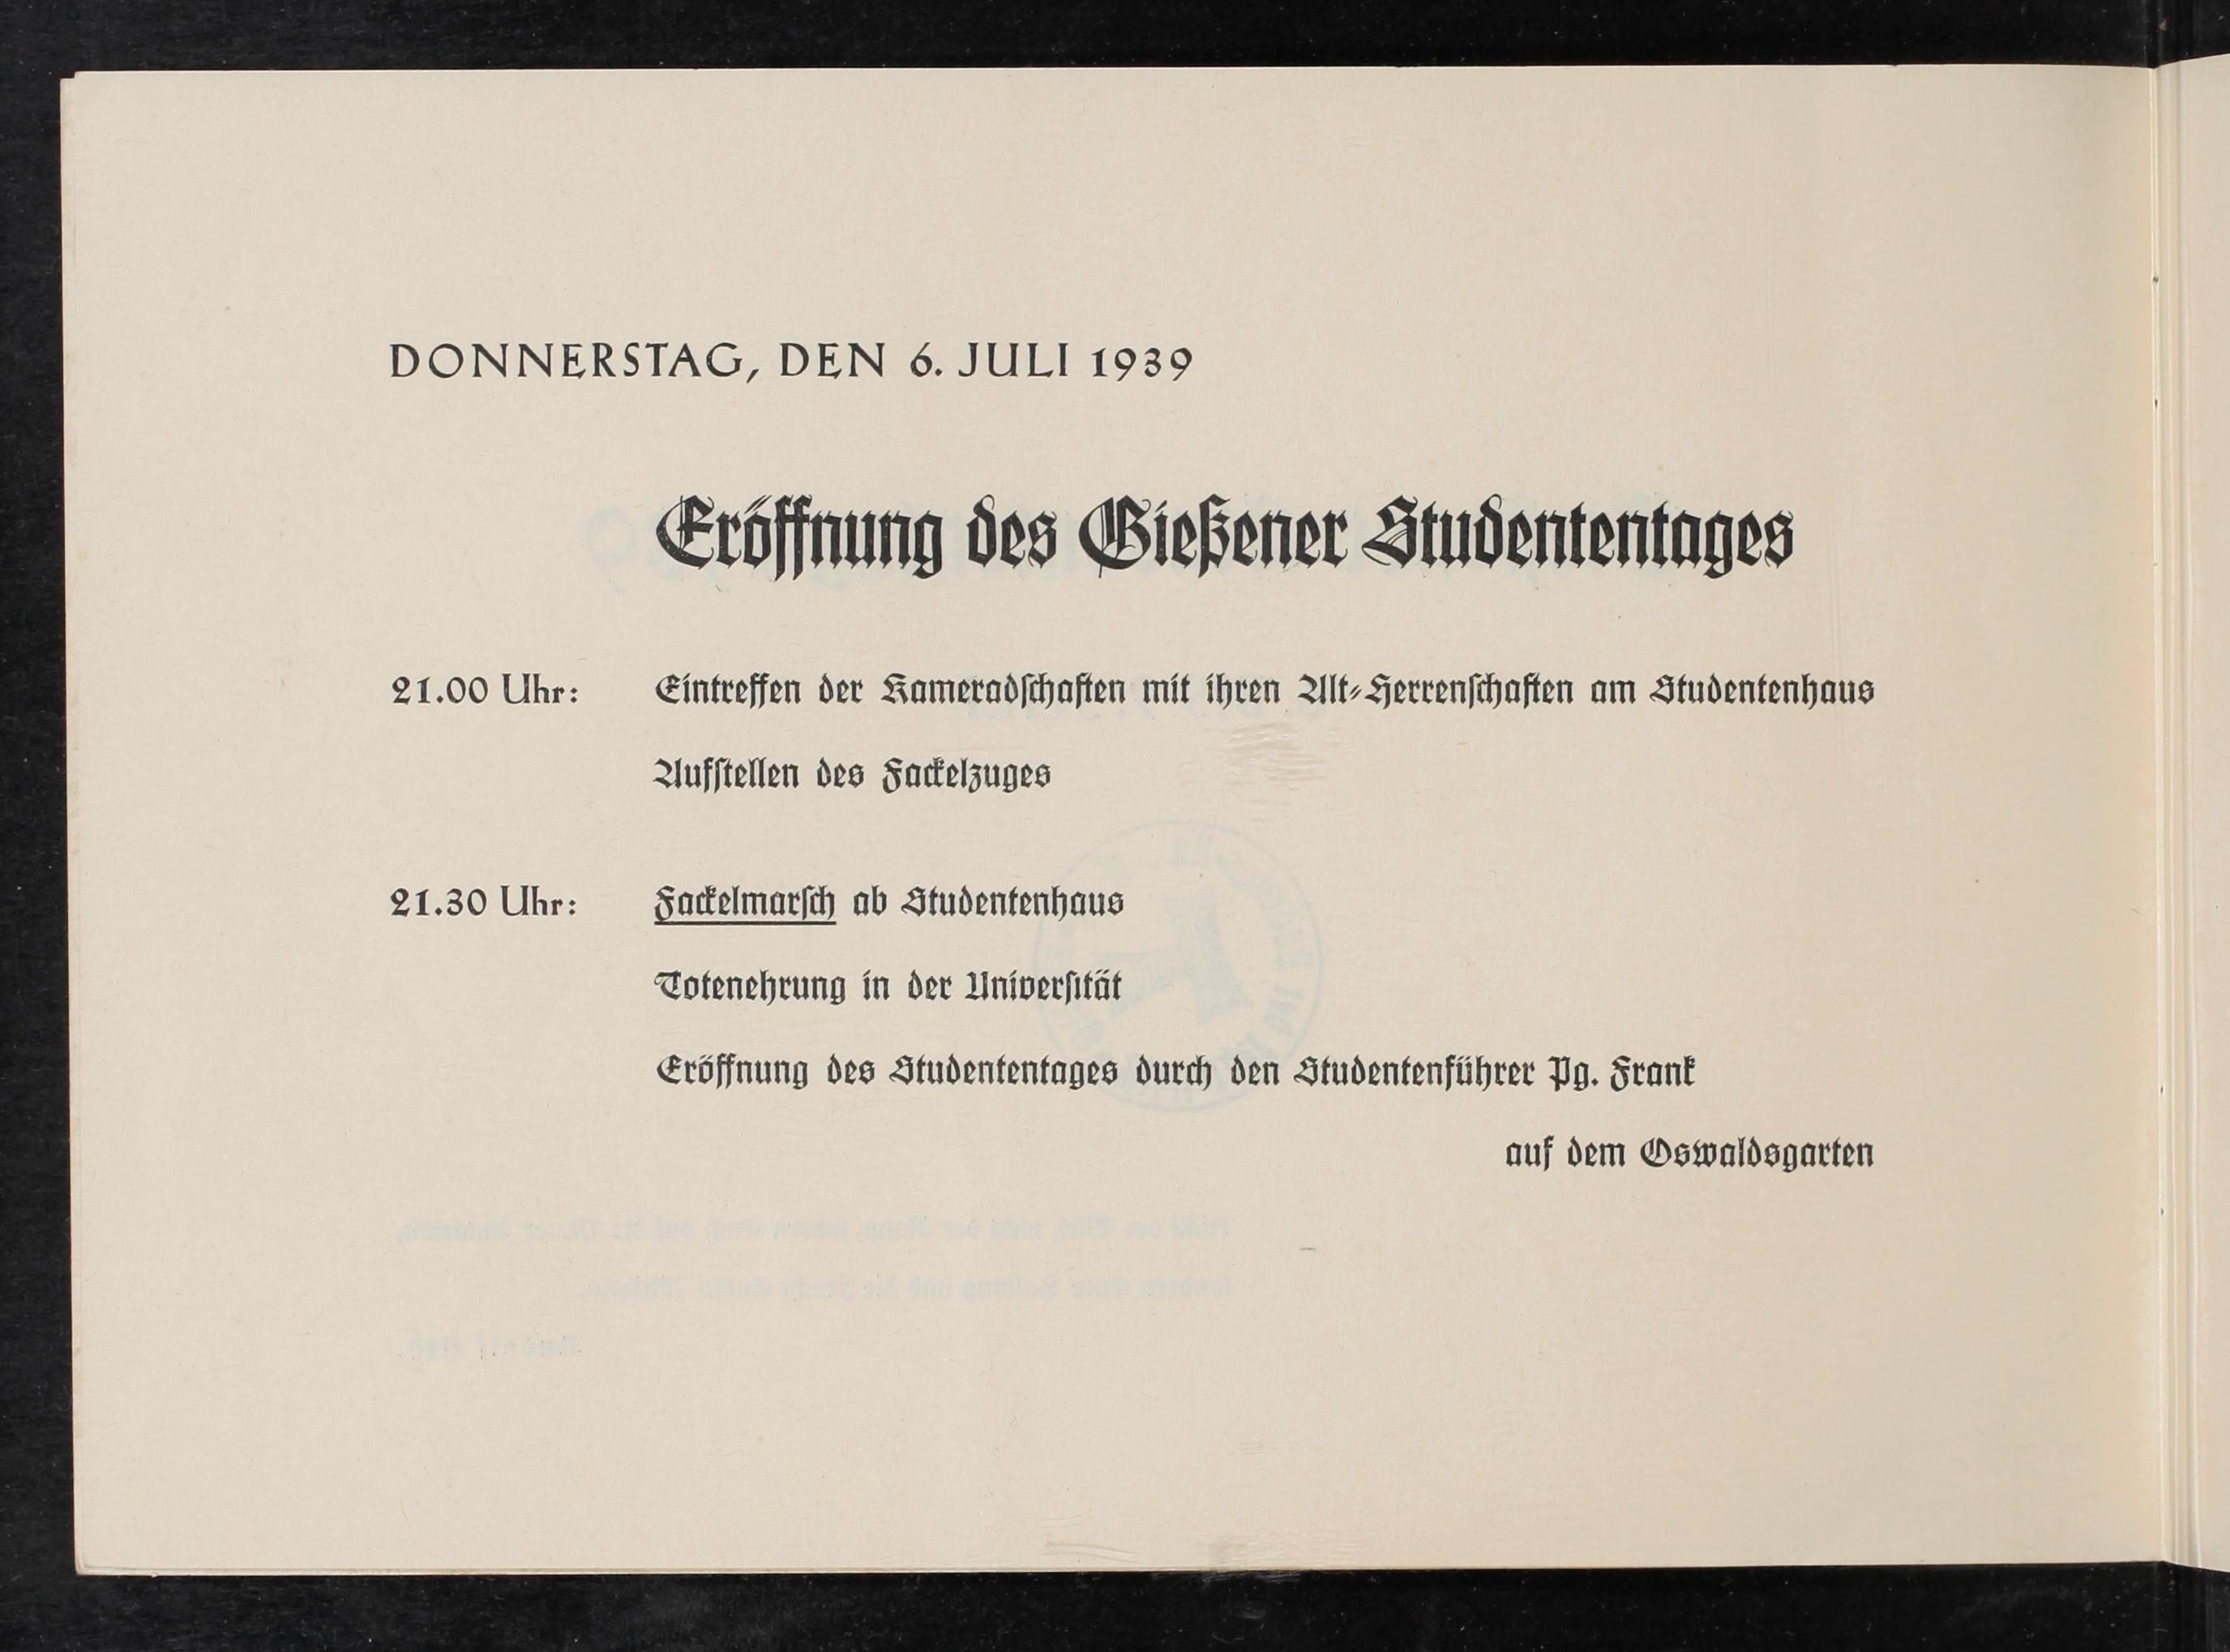 DONNERSTAG, DEN 6. JULI 1939
Eröffnung des Gießener Studententages
21.00 Uhr: Eintreffen der Kameradschaften mit ihren Alt-Herrenschaften am Studentenhaus
Aufstellen des Fackelzuges
21.30 Uhr: Fackelmarsch ab Studentenhaus
Totenehrung in der Universität
Eröffnung des Studententages durch den Studentenführer Pg. Frank
auf dem Oswaldsgarten